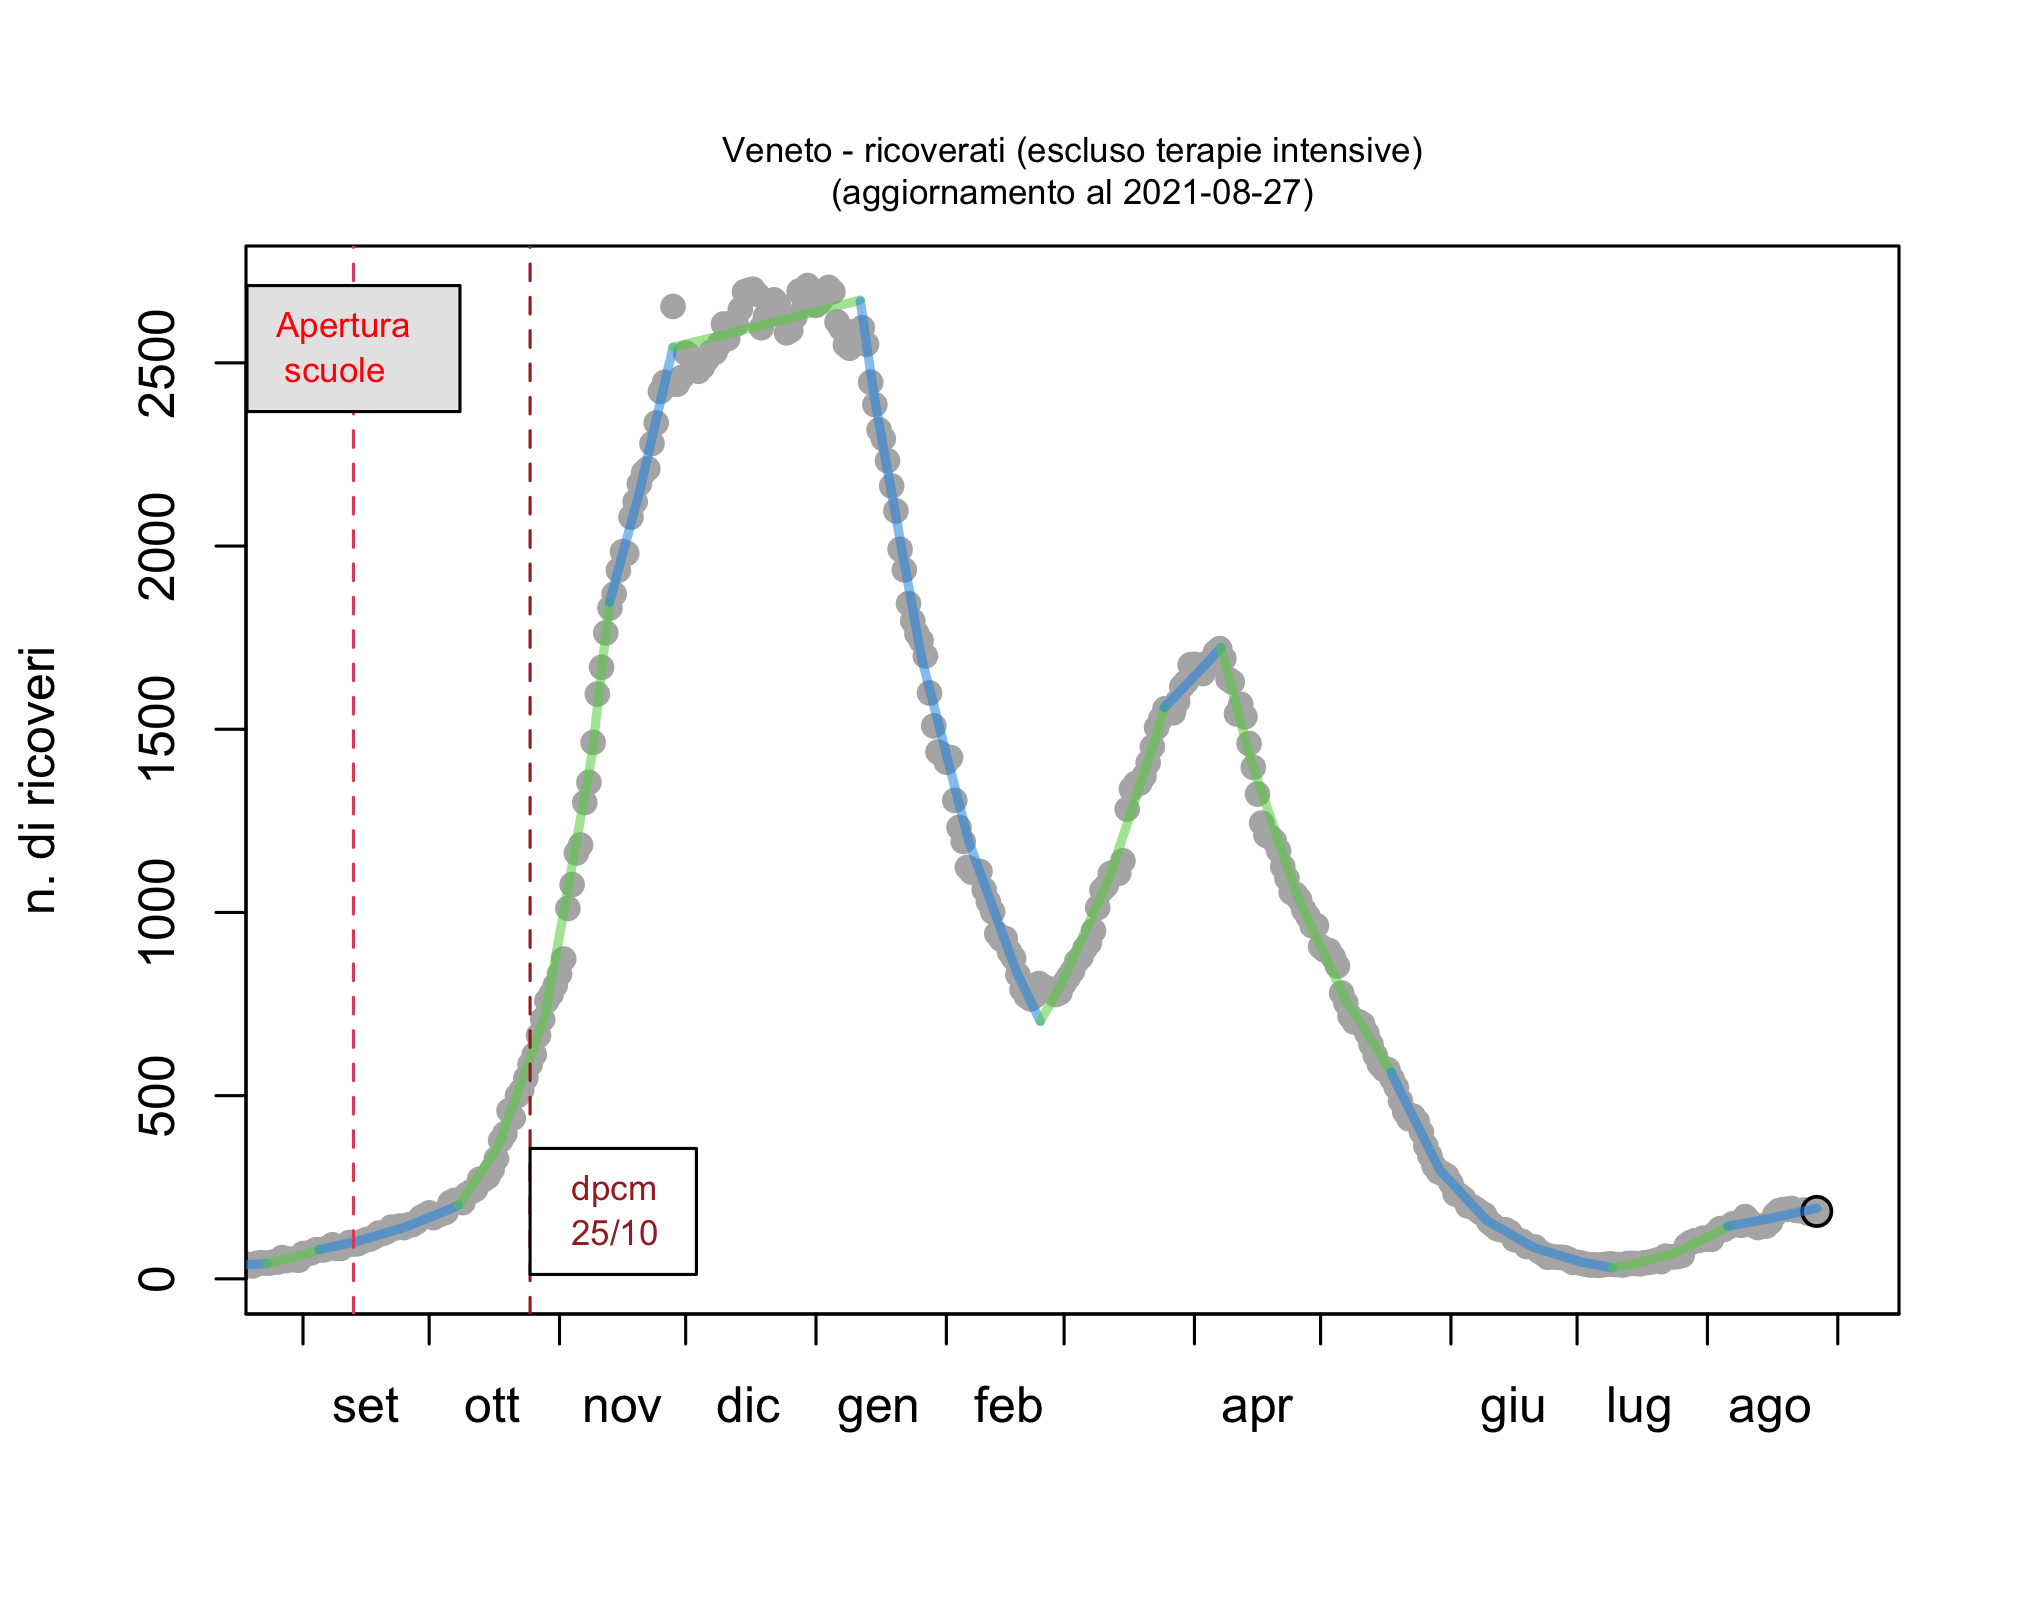 Veneto - ricoverati (escluso terapie intensive)
(aggiornamento al 2021-08-27)
Apertura
scuole
dpcm
25/10
n. di ricoveri
2500
2000
1500
1000
500
0
set ott nov dic gen feb apr giu lug ago